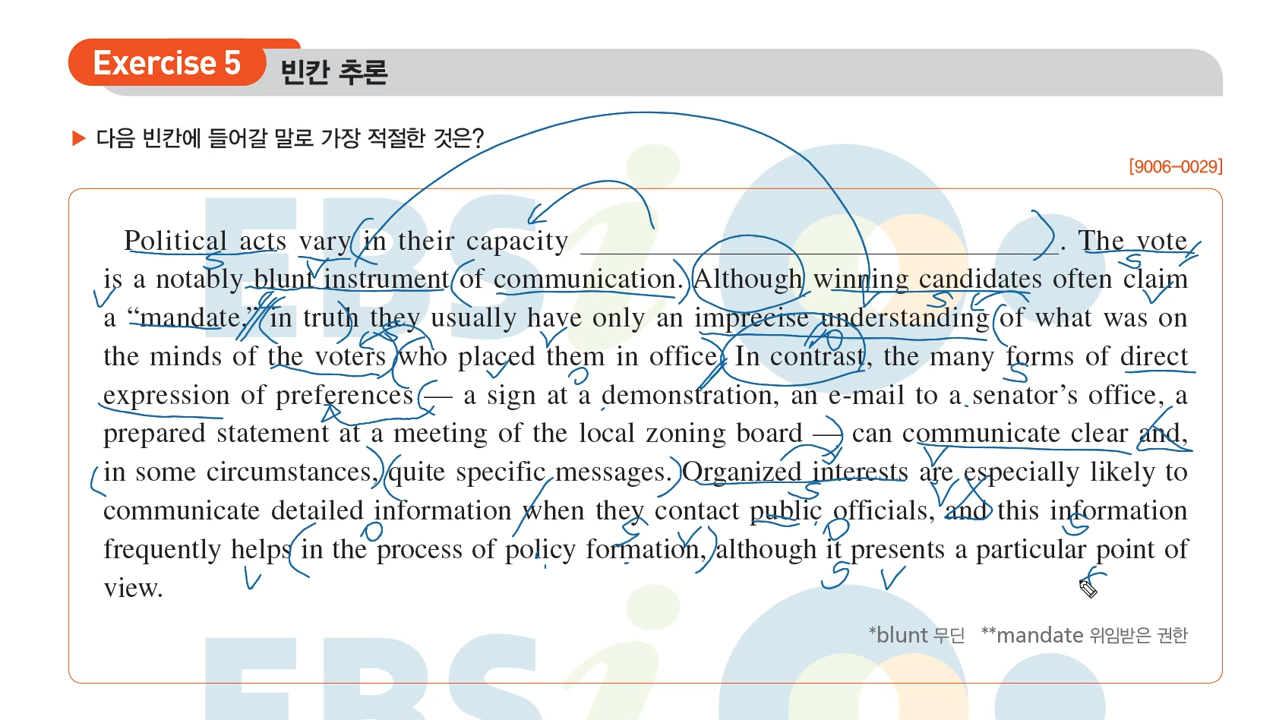 Exercise 5
빈칸 추론
▶ 다음 빈칸에 들어갈 말로 가장 적절한 것은?
[9006-0029]
Political acts vary in their capacity ______________________________. The vote
is a notably blunt instrument of communication. Although winning candidates often claim
a “mandate,” in truth they usually have only an imprecise understanding of what was on
the minds of the voters who placed them in office. In contrast, the many forms of direct
expression of preferences — a sign at a demonstration, an e-mail to a senator’s office, a
prepared statement at a meeting of the local zoning board — can communicate clear and,
in some circumstances, quite specific messages. Organized interests are especially likely to
communicate detailed information when they contact public officials, and this information
frequently helps in the process of policy formation, although it presents a particular point of
view.
*blunt 무딘 **mandate 위임받은 권한
EBSi
EBSi